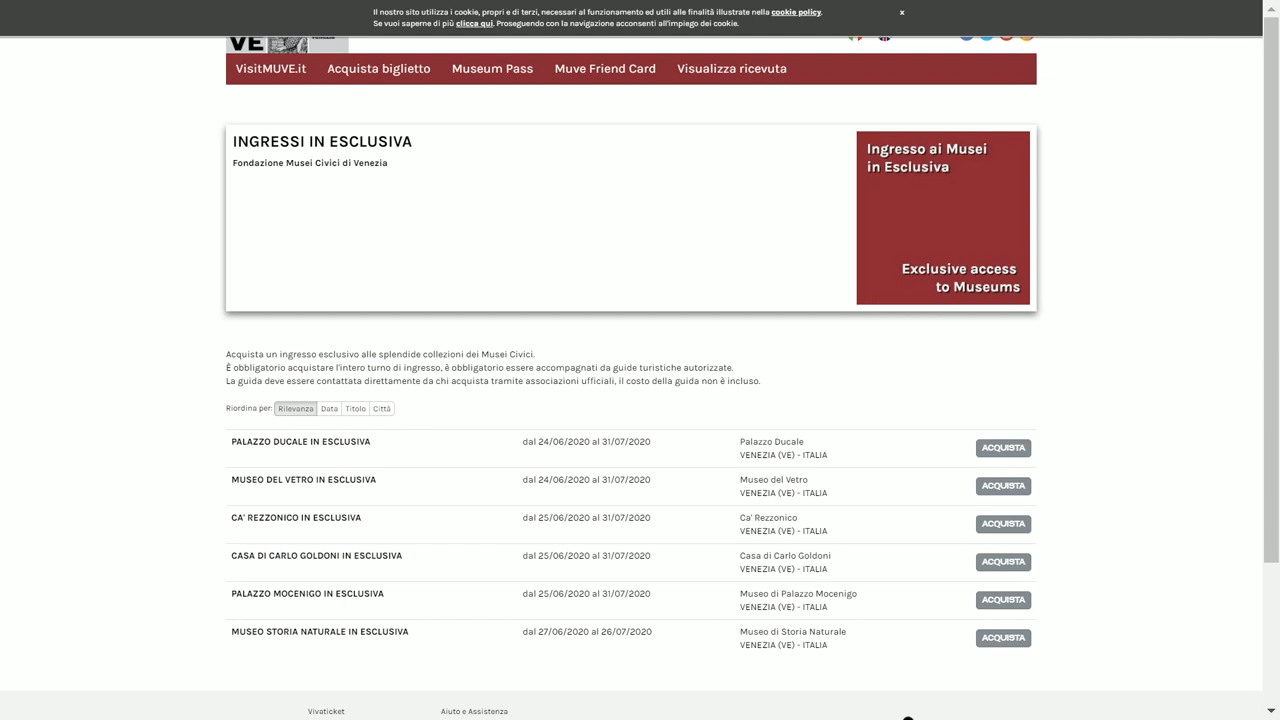 Il nostro sito utilizza i cookie, propri e di terzi, necessari al funzionamento ed utili alle finalità illustrate nella cookie policy.
x
Se vuoi saperne di più clicca qui. Proseguendo con la navigazione acconsenti all'impiego dei cookie.
VE
VisitMUVE.it Acquista biglietto Museum Pass Muve Friend Card Visualizza ricevuta
INGRESSI IN ESCLUSIVA
Fondazione Musei Civici di Venezia
Ingresso ai Musei
in Esclusiva
Exclusive access
to Museums
Acquista un ingresso esclusivo alle splendide collezioni dei Musei Civici.
È obbligatorio acquistare l'intero turno di ingresso, è obbligatorio essere accompagnati da guide turistiche autorizzate.
La guida deve essere contattata direttamente da chi acquista tramite associazioni ufficiali, il costo della guida non è incluso.
Riordina per: Rilevanza Data Titolo Città
PALAZZO DUCALE IN ESCLUSIVA dal 24/06/2020 al 31/07/2020 Palazzo Ducale ACQUISTA
VENEZIA (VE) - ITALIA
MUSEO DEL VETRO IN ESCLUSIVA dal 24/06/2020 al 31/07/2020 Museo del Vetro ACQUISTA
VENEZIA (VE) - ITALIA
CA' REZZONICO IN ESCLUSIVA dal 25/06/2020 al 31/07/2020 Ca' Rezzonico ACQUISTA
VENEZIA (VE) - ITALIA
CASA DI CARLO GOLDONI IN ESCLUSIVA dal 25/06/2020 al 31/07/2020 Casa di Carlo Goldoni ACQUISTA
VENEZIA (VE) - ITALIA
PALAZZO MOCENIGO IN ESCLUSIVA dal 25/06/2020 al 31/07/2020 Museo di Palazzo Mocenigo ACQUISTA
VENEZIA (VE) - ITALIA
MUSEO STORIA NATURALE IN ESCLUSIVA dal 27/06/2020 al 26/07/2020 Museo di Storia Naturale ACQUISTA
VENEZIA (VE) - ITALIA
Vivaticket Aiuto e Assistenza